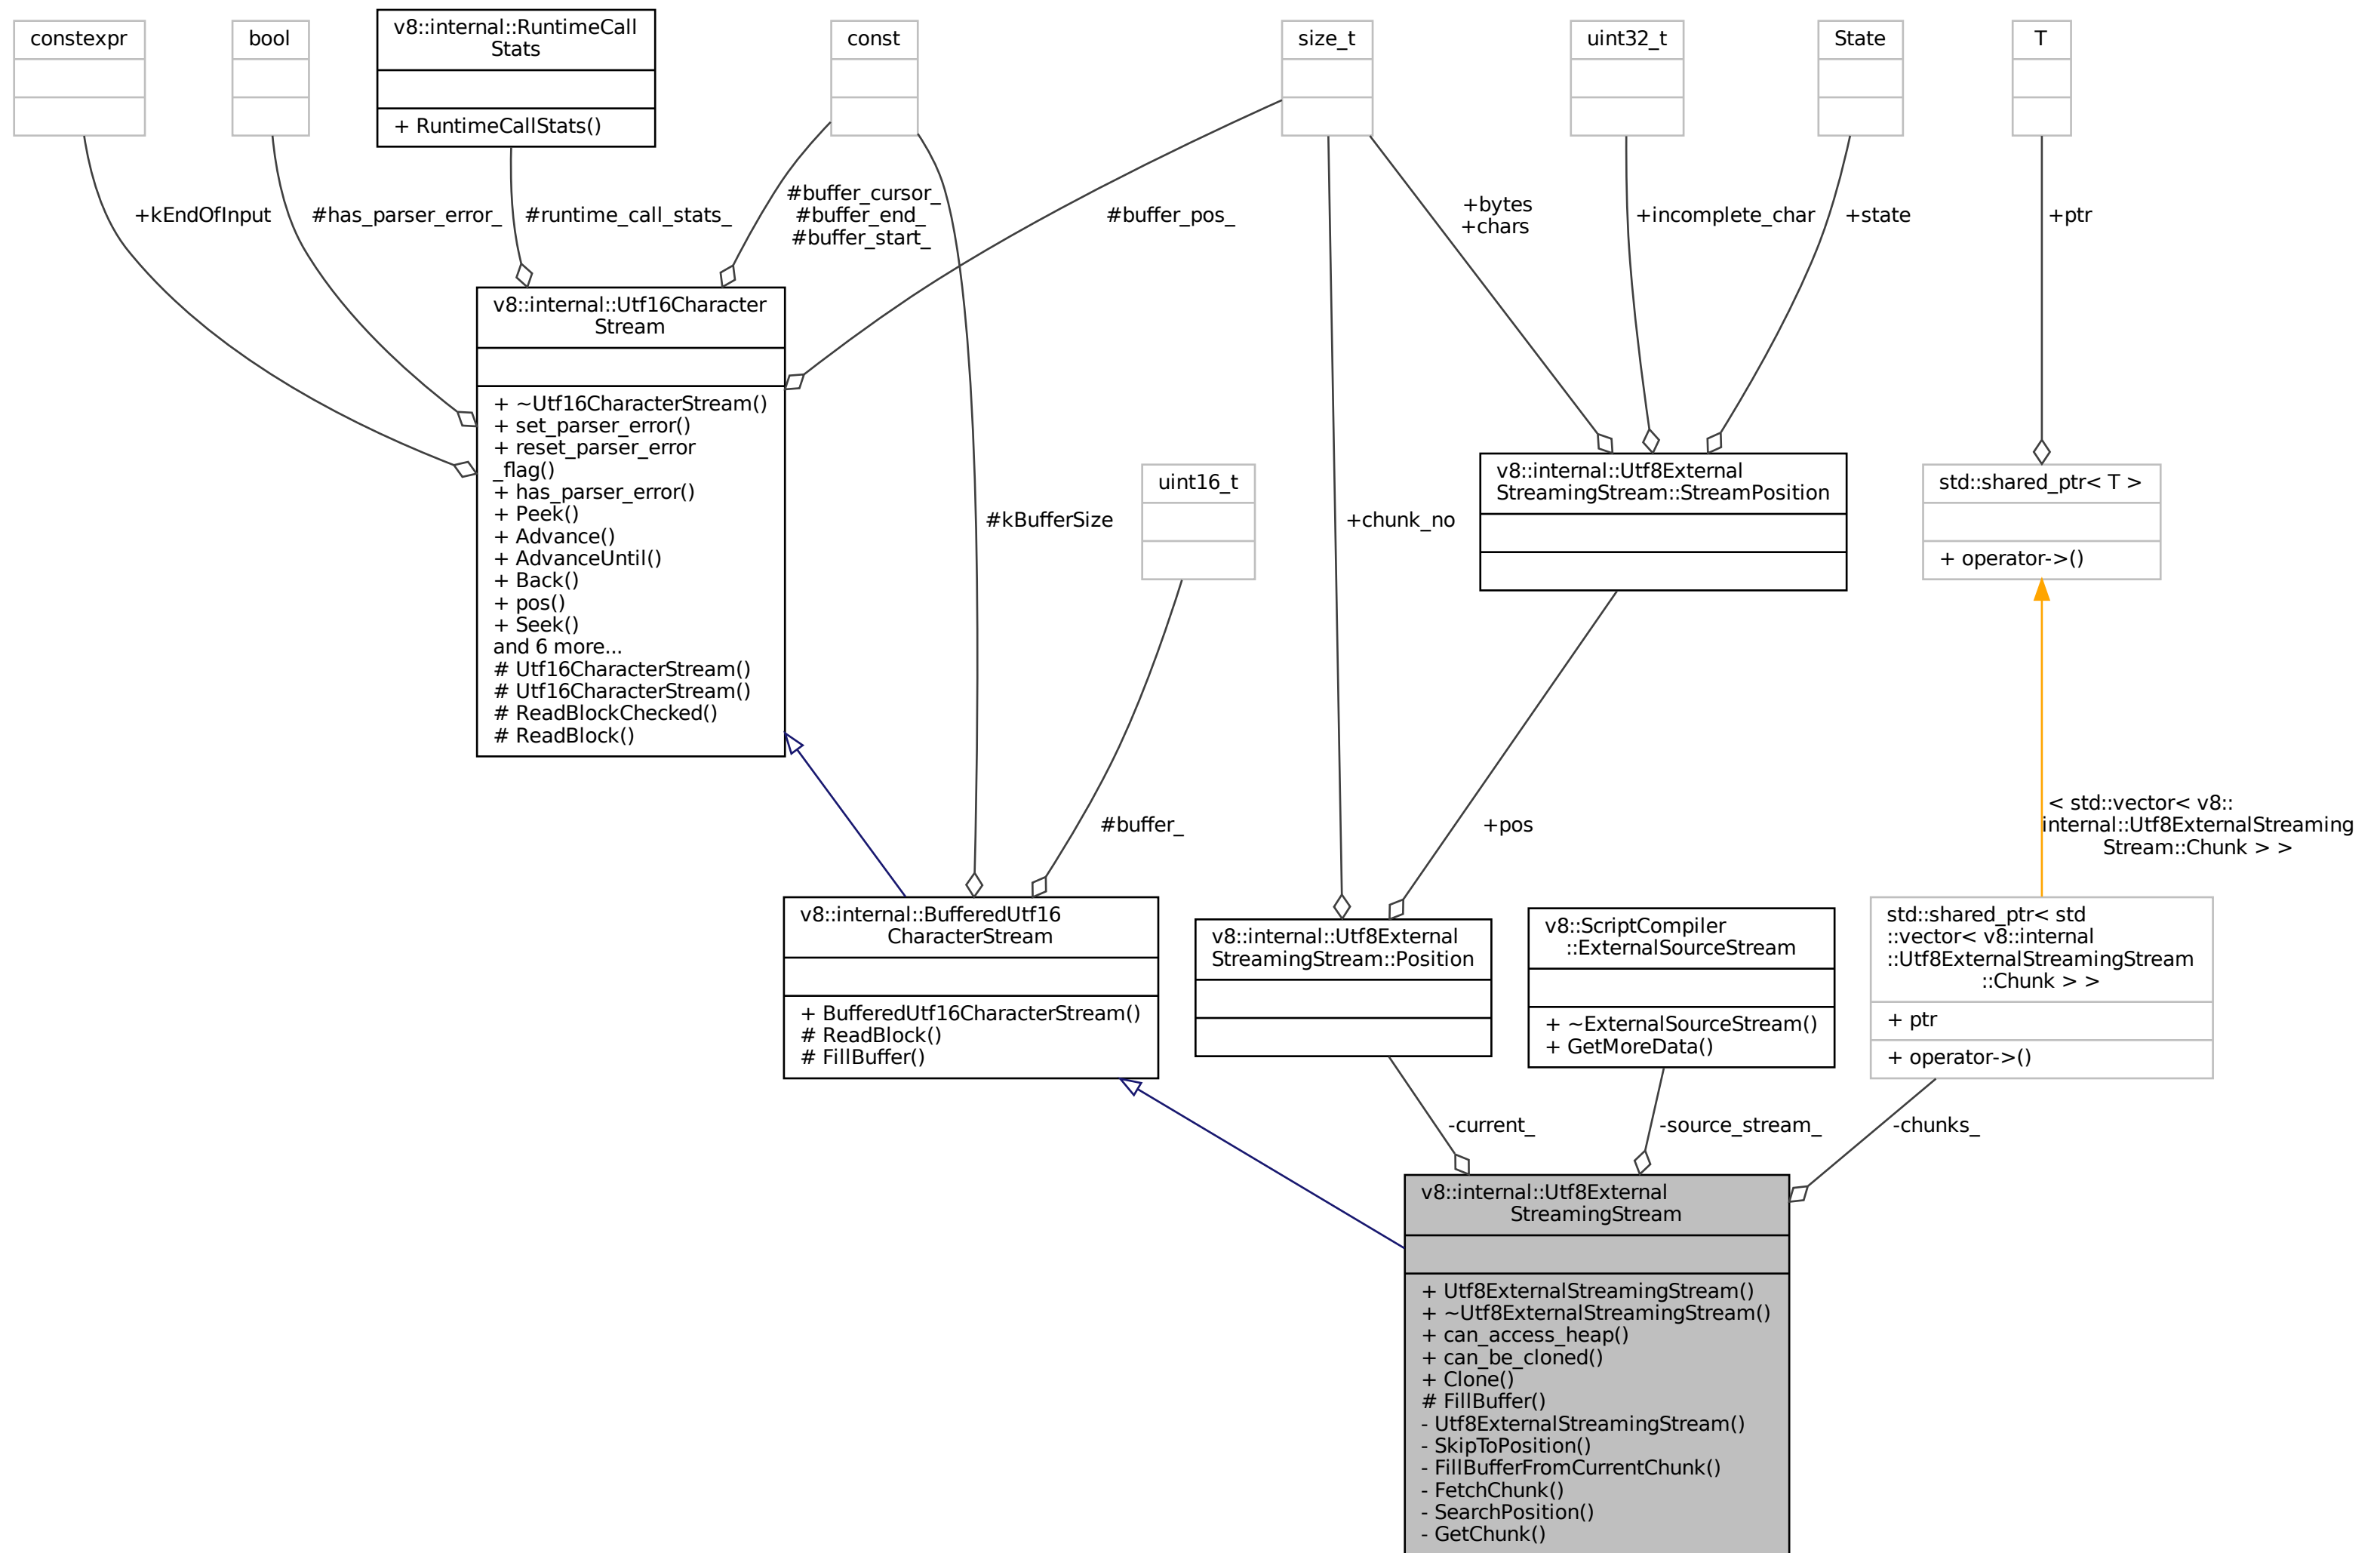 constexpr
bool
v8::internal::RuntimeCall
Stats
+ RuntimeCallStats()
const
size_t
uint32_t
State
T
+kEndOfInput
#has_parser_error_
#runtime_call_stats_
#buffer_cursor_
#buffer_end_
#buffer_start_
#buffer_pos_
+bytes
+chars
+incomplete_char
+state
+ptr
v8::internal::Utf16Character
Stream
+ ~Utf16CharacterStream()
+ set_parser_error()
+ reset_parser_error
_flag()
+ has_parser_error()
+ Peek()
+ Advance()
+ AdvanceUntil()
+ Back()
+ pos()
+ Seek()
and 6 more...
# Utf16CharacterStream()
# Utf16CharacterStream()
# ReadBlockChecked()
# ReadBlock()
#kBufferSize
uint16_t
+chunk_no
v8::internal::Utf8External
StreamingStream::StreamPosition
std::shared_ptr< T >
+ operator->()
#buffer_
+pos
< std::vector< v8::
internal::Utf8ExternalStreaming
Stream::Chunk > >
v8::internal::BufferedUtf16
CharacterStream
+ BufferedUtf16CharacterStream()
# ReadBlock()
# FillBuffer()
v8::internal::Utf8External
StreamingStream::Position
v8::ScriptCompiler
::ExternalSourceStream
+ ~ExternalSourceStream()
+ GetMoreData()
std::shared_ptr< std
::vector< v8::internal
::Utf8ExternalStreamingStream
::Chunk > >
+ ptr
+ operator->()
-current_
-source_stream_
-chunks_
v8::internal::Utf8External
StreamingStream
+ Utf8ExternalStreamingStream()
+ ~Utf8ExternalStreamingStream()
+ can_access_heap()
+ can_be_cloned()
+ Clone()
# FillBuffer()
- Utf8ExternalStreamingStream()
- SkipToPosition()
- FillBufferFromCurrentChunk()
- FetchChunk()
- SearchPosition()
- GetChunk()